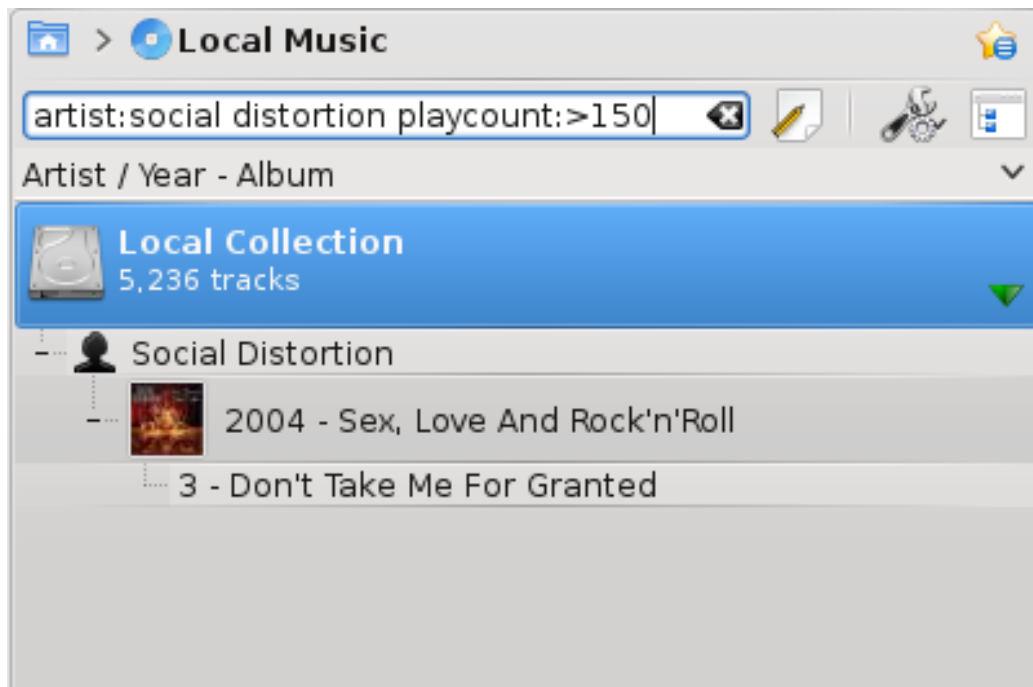 > Local Music
artist:social distortion playcount:>150
Artist / Year - Album
Local Collection
5,236 tracks
Social Distortion
2004 - Sex, Love And Rock'n'Roll
3 - Don't Take Me For Granted